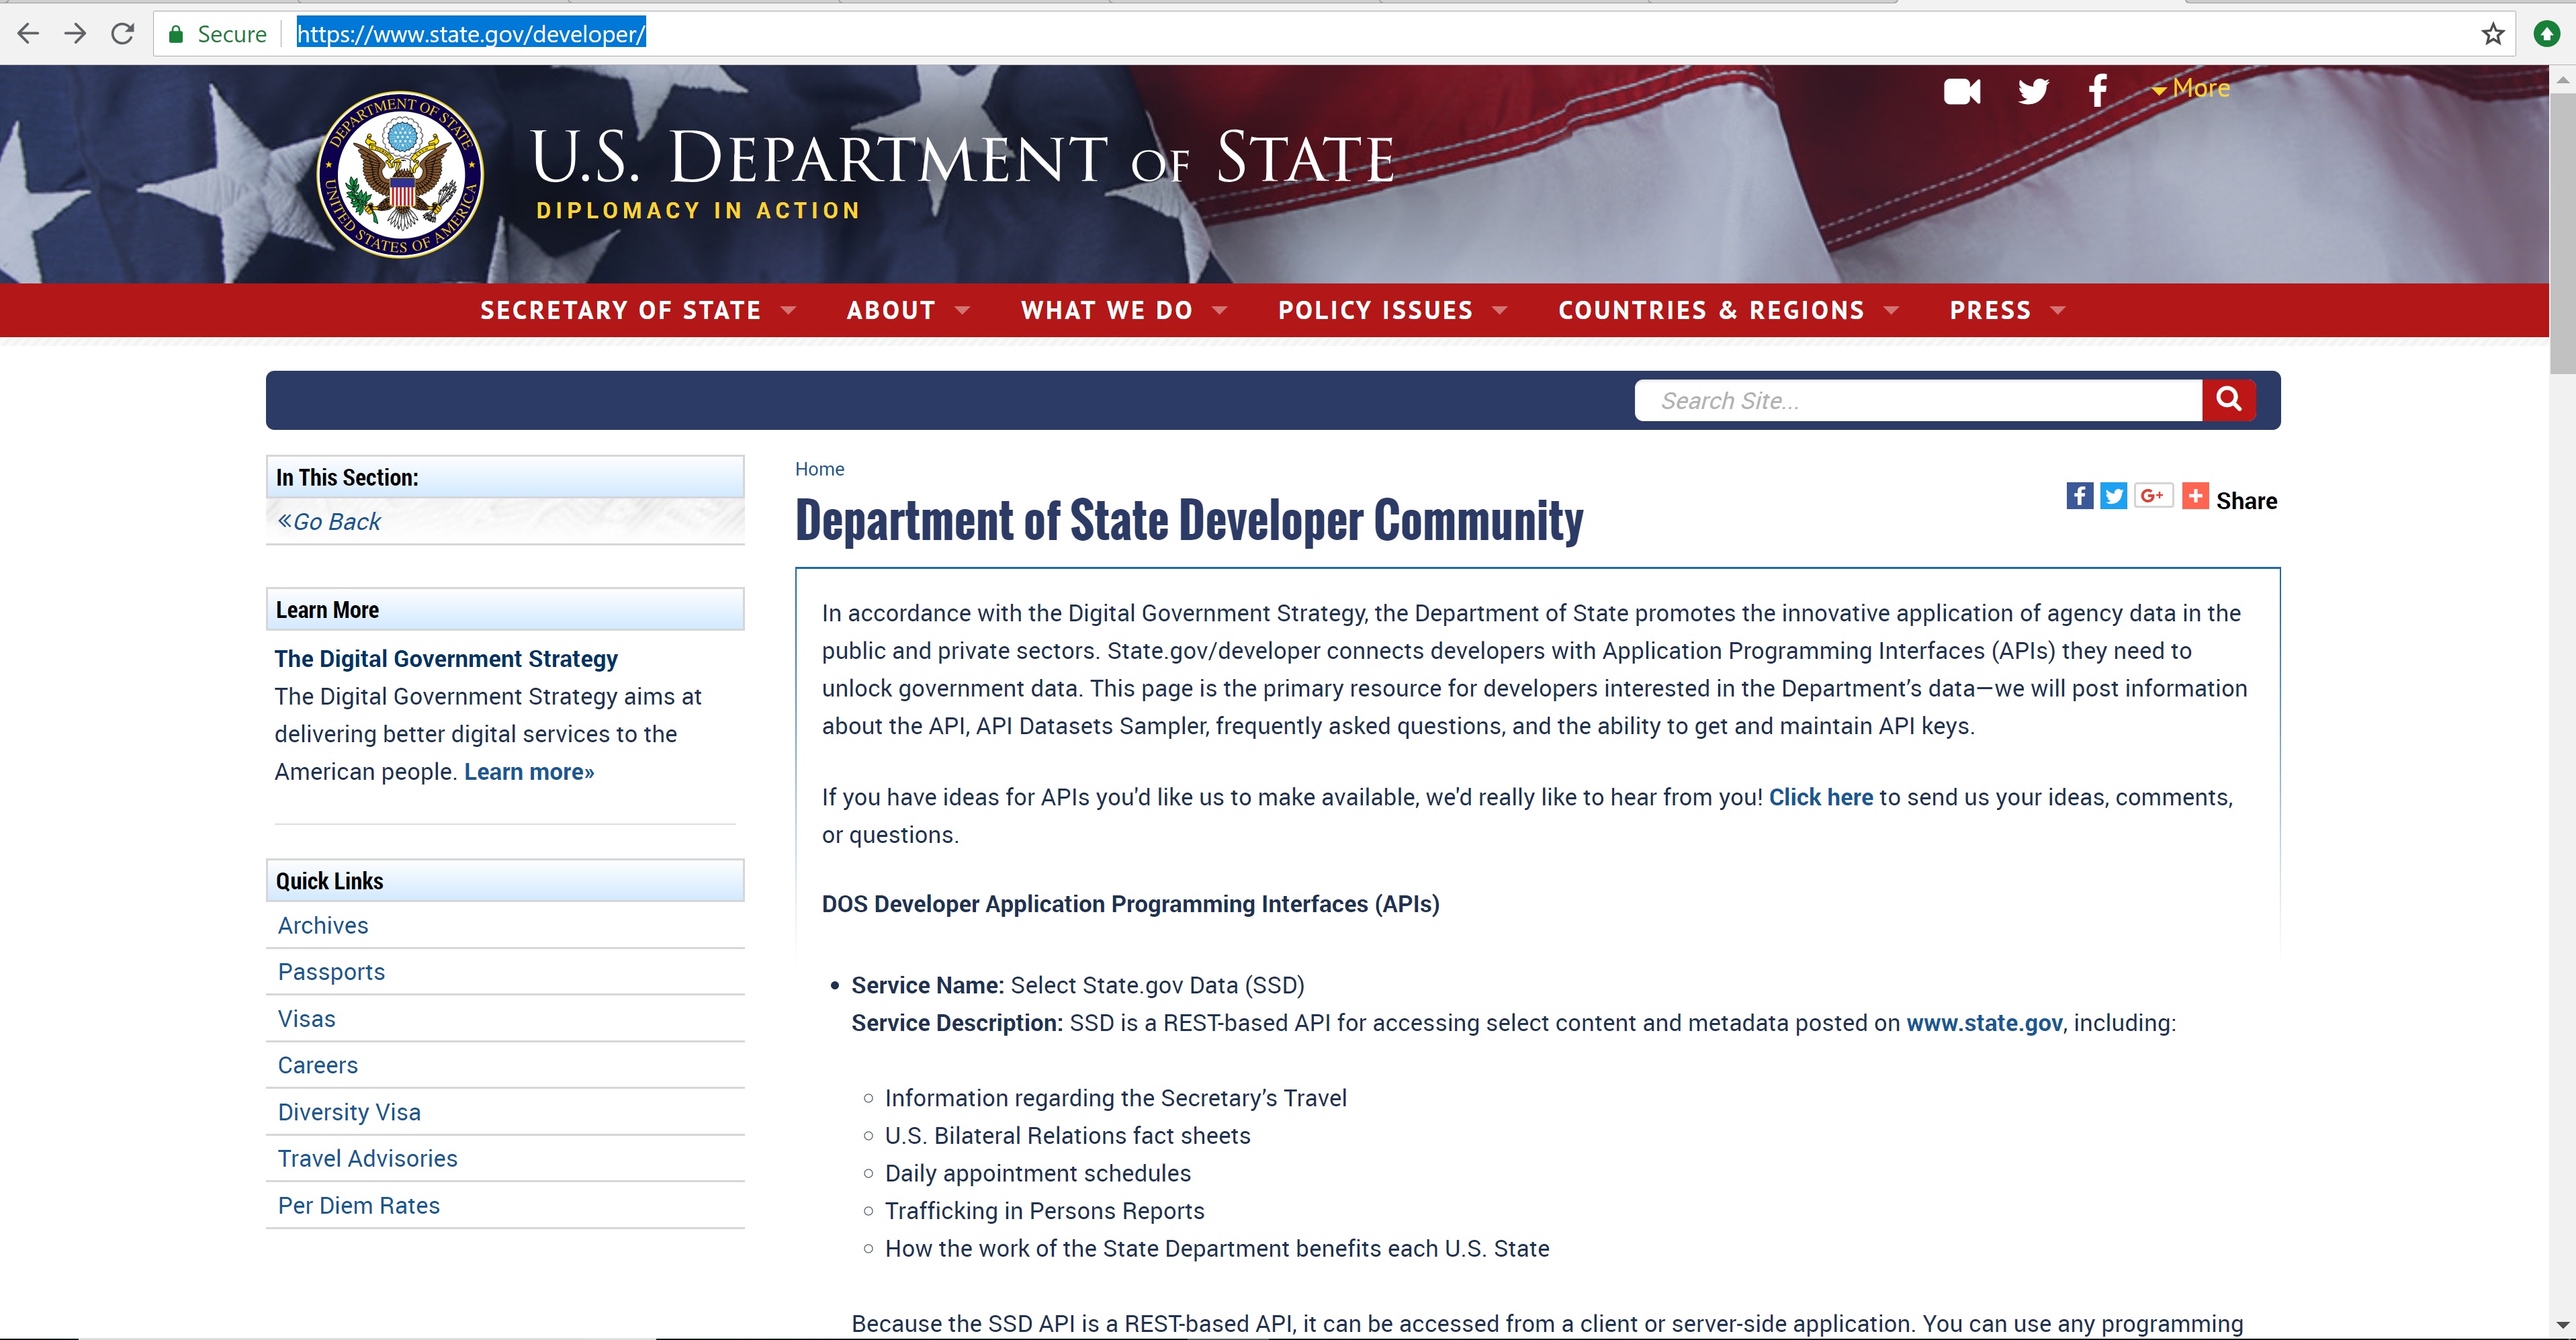 Secure
https://www.state.gov/developer/
DEPARTMENT OF STATE
UNITED STATES OF AMERICA
U.S. DEPARTMENT OF STATE
DIPLOMACY IN ACTION
More
SECRETARY OF STATE
ABOUT
WHAT WE DO
POLICY ISSUES
COUNTRIES & REGIONS
PRESS
Search Site...
In This Section:
«Go Back
Learn More
The Digital Government Strategy
The Digital Government Strategy aims at
delivering better digital services to the
American people. Learn more»
Quick Links
Archives
Passports
Visas
Careers
Diversity Visa
Travel Advisories
Per Diem Rates
Home
Department of State Developer Community
G+
Share
In accordance with the Digital Government Strategy, the Department of State promotes the innovative application of agency data in the
public and private sectors. State.gov/developer connects developers with Application Programming Interfaces (APIs) they need to
unlock government data. This page is the primary resource for developers interested in the Department's data—we will post information
about the API, API Datasets Sampler, frequently asked questions, and the ability to get and maintain API keys.
If you have ideas for APIs you'd like us to make available, we'd really like to hear from you! Click here to send us your ideas, comments,
or questions.
DOS Developer Application Programming Interfaces (APIs)
Service Name: Select State.gov Data (SSD)
Service Description: SSD is a REST-based API for accessing select content and metadata posted on www.state.gov, including:
Information regarding the Secretary's Travel
U.S. Bilateral Relations fact sheets
Daily appointment schedules
Trafficking in Persons Reports
How the work of the State Department benefits each U.S. State
Because the SSD API is a REST-based API, it can be accessed from a client or server-side application. You can use any programming